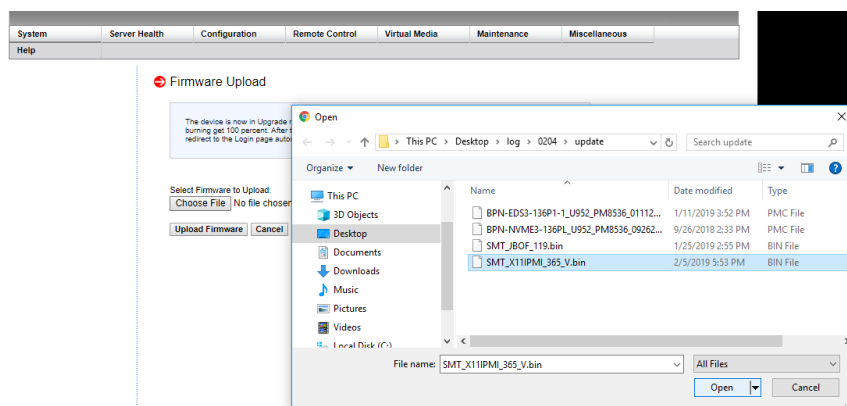 System Server Health Configuration Remote Control Virtual Media Maintenance Miscellaneous
Help
Firmware Upload
The device is now in Upgrade
burning get 100 percent. After
redirect to the Login page
Select Firmware to Upload:
Choose File No file chosen
Upload Firmware Cancel
Open
This PC > Desktop > log > 0204 > update
Search update
Organize New folder
This PC
3D Objects
Desktop
Documents
Downloads
Music
Pictures
Videos
Local Disk (C:)
Name Date modified Type
BPN-EDS3-136P1-1_U952_PM8536_01112... 1/11/2019 3:52 PM PMC File
BPN-NVME3-136PL_U952_PM8536_09262... 9/26/2018 2:33 PM PMC File
SMT_JBOF_119.bin 1/25/2019 2:55 PM BIN File
SMT_X11IPMI_365_V.bin 2/5/2019 5:53 PM BIN File
File name: SMT_X11IPMI_365_V.bin All Files
Open Cancel